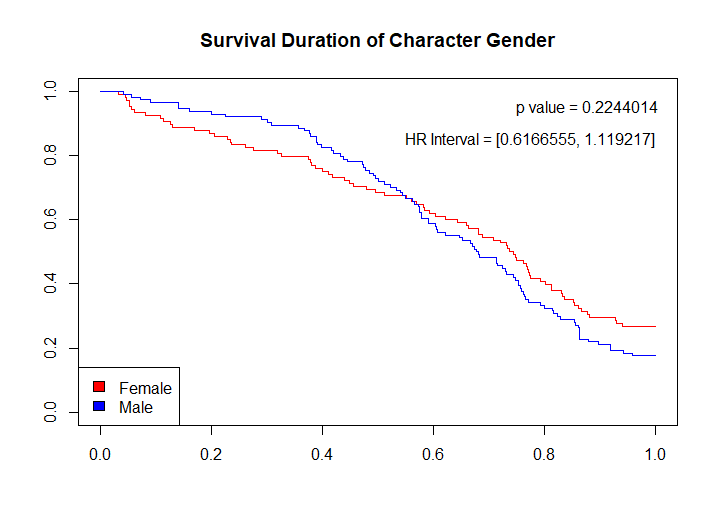 Survival Duration of Character Gender
p value = 0.2244014
HR Interval = [0.6166555, 1.119217]
1.0
0.8
0.6
0.4
0.2
0.0
Female
Male
0.0 0.2 0.4 0.6 0.8 1.0